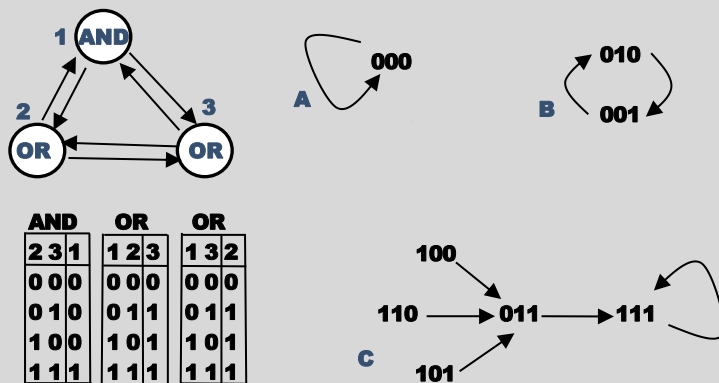 1 AND
2 OR
3 OR
A
000
B
010
001
AND OR OR
2 3 1 1 2 3 1 3 2
0 0 0 0 0 0 0 0 0
0 1 0 0 1 1 0 1 1
1 0 0 1 0 1 1 0 1
1 1 1 1 1 1 1 1 1
C
100
110 011 111
101